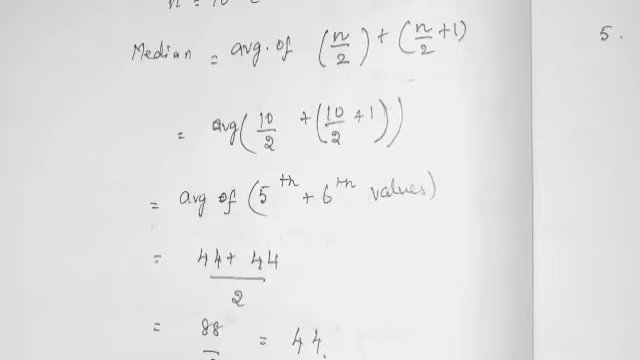 Median = avg. of (n/2) + (n/2 + 1)
5.
= avg(10/2 + (10/2 + 1))
= avg of (5th + 6th values)
= 44 + 44 / 2
= 88 / = 44.